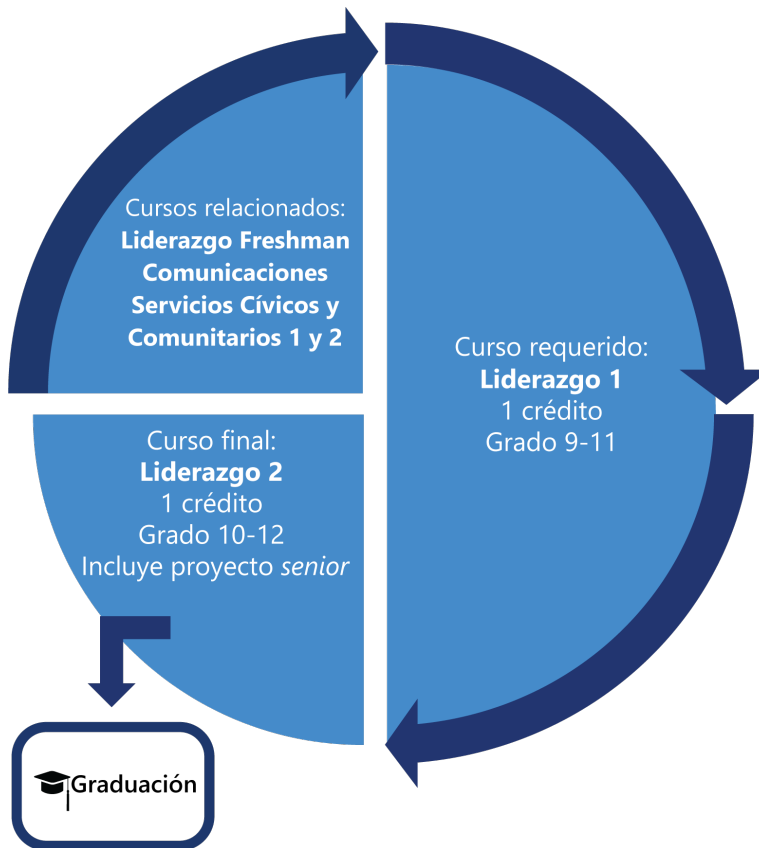 Cursos relacionados:
Liderazgo Freshman
Comunicaciones
Servicios Cívicos y
Comunitarios 1 y 2
Curso requerido:
Liderazgo 1
1 crédito
Grado 9-11
Curso final:
Liderazgo 2
1 crédito
Grado 10-12
Incluye proyecto senior
Graduación